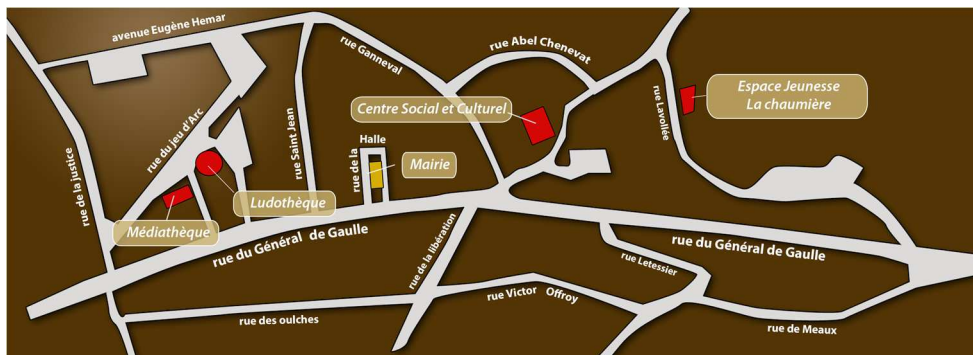 avenue Eugène Hemar
rue Ganneval
rue Abel Chenevat
Espace Jeunesse
La chaumière
rue Lavollée
Centre Social et Culturel
rue du jeu d'Arc
rue Saint Jean
Halle
rue de la
Mairie
rue de la justice
Ludothèque
Médiathèque
rue du Général de Gaulle
rue de la libération
rue du Général de Gaulle
rue Letessier
rue Victor Offroy
rue des oulches
rue de Meaux